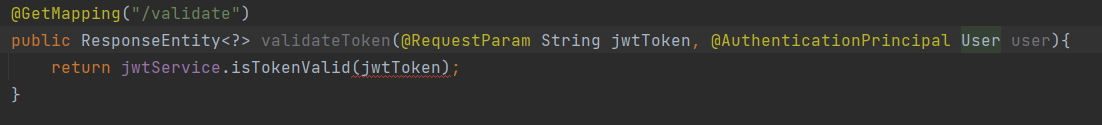 @GetMapping("/validate")
public ResponseEntity<?> validateToken(@RequestParam String jwtToken, @AuthenticationPrincipal User user){
    return jwtService.isTokenValid(jwtToken);
}